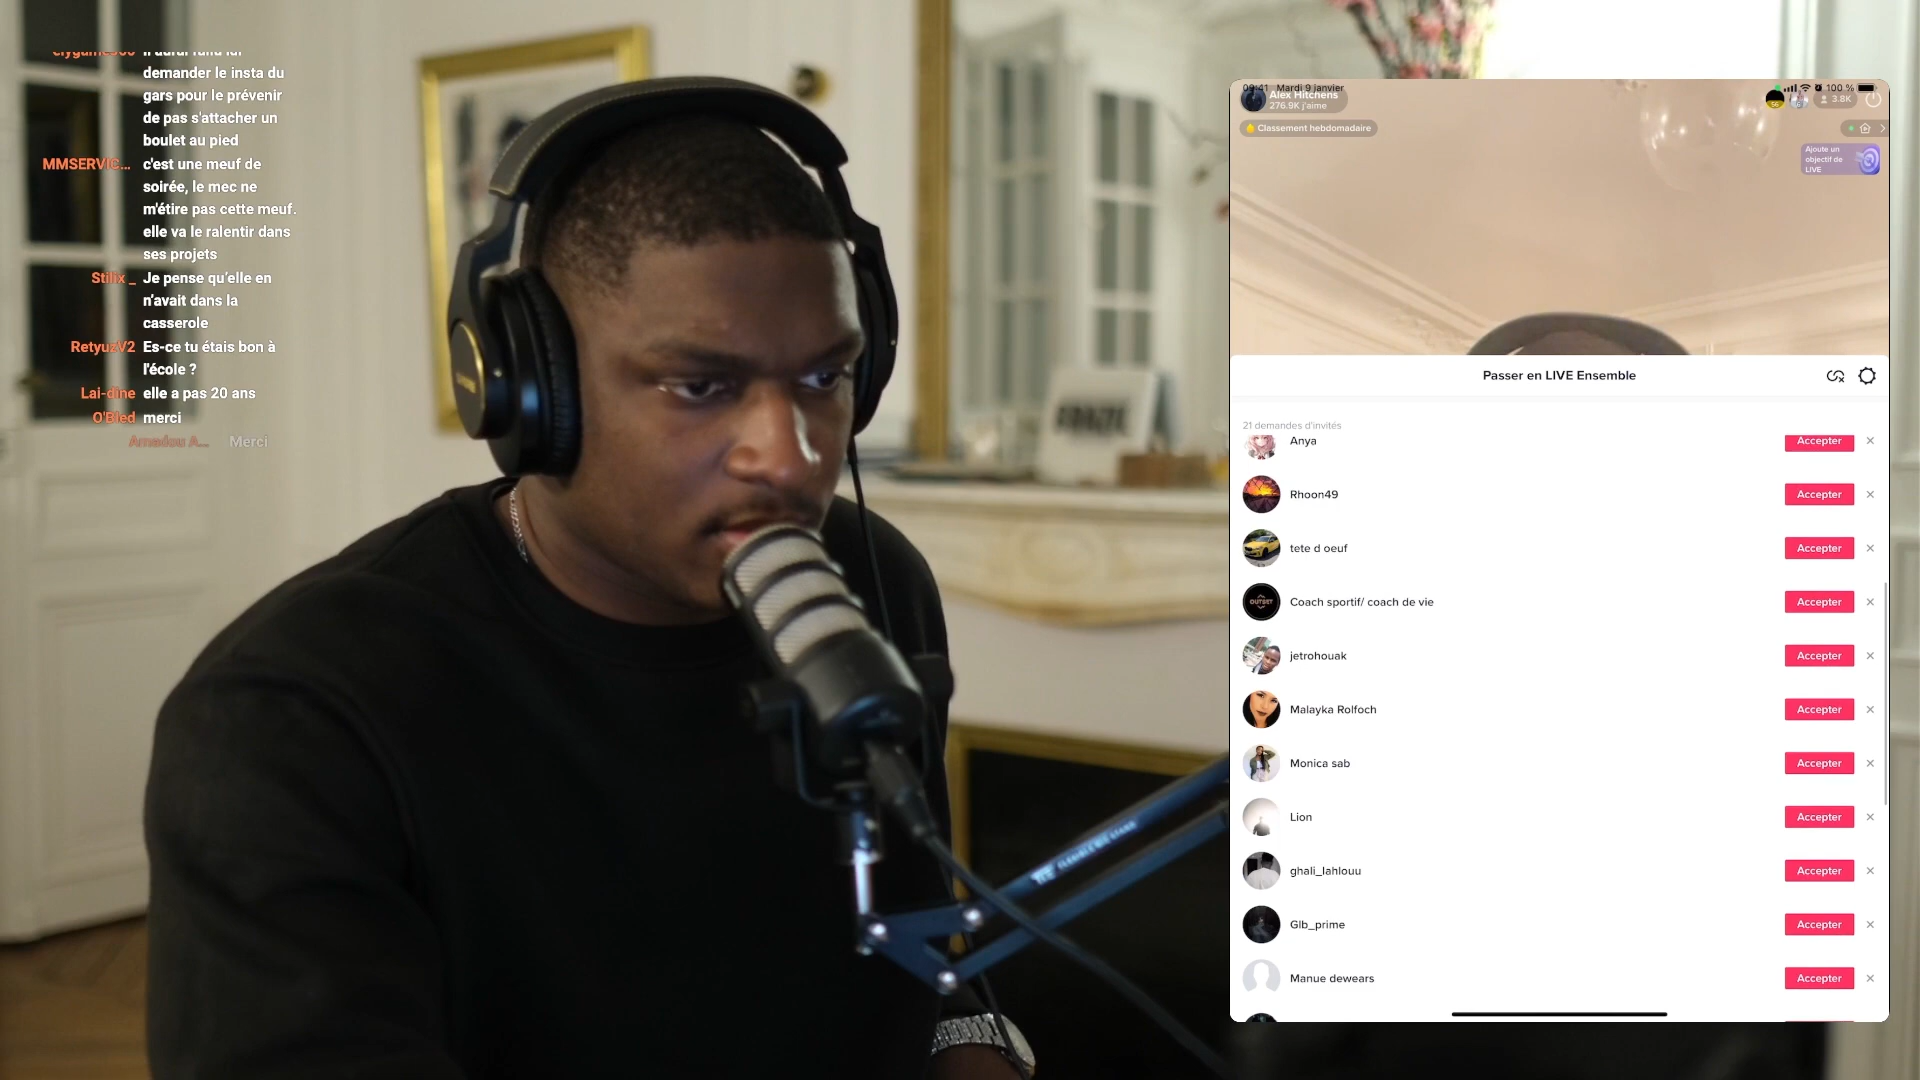 demander le insta du
gars pour le prévenir
de pas s'attacher un
boulet au pied
MMSERVIC... c'est une meuf de
soirée, le mec ne
m'étire pas cette meuf.
elle va le ralentir dans
ses projets
Stilix_ Je pense qu'elle en
n'avait dans la
casserole
RetyuzV2 Es-ce tu étais bon à
l'école ?
Lai-dine elle a pas 20 ans
O'Bled merci
Amadou A... Merci
09:41 Mardi 9 janvier
100 %
Alex Hitchens
276.9K j'aime
3.8K
Classement hebdomadaire
Ajoute un
objectif de
LIVE
Passer en LIVE Ensemble
21 demandes d'invités
Anya Accepter
Rhoon49 Accepter
tete d oeuf Accepter
Coach sportif/ coach de vie Accepter
jetrohouak Accepter
Malayka Rolfoch Accepter
Monica sab Accepter
Lion Accepter
ghali_lahlouu Accepter
Glb_prime Accepter
Manue dewears Accepter